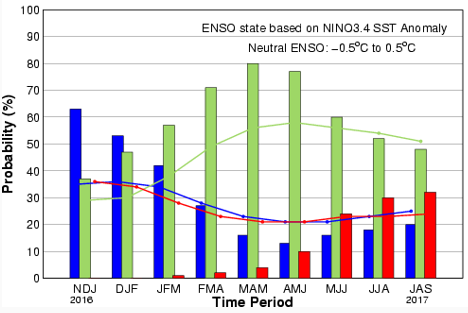 100
90
80
70
60
50
40
30
20
10
0
Probability (%)
ENSO state based on NINO3.4 SST Anomaly
Neutral ENSO: −0.5°C to 0.5°C
NDJ DJF JFM FMA MAM AMJ MJJ JJA JAS
2016 2017
Time Period